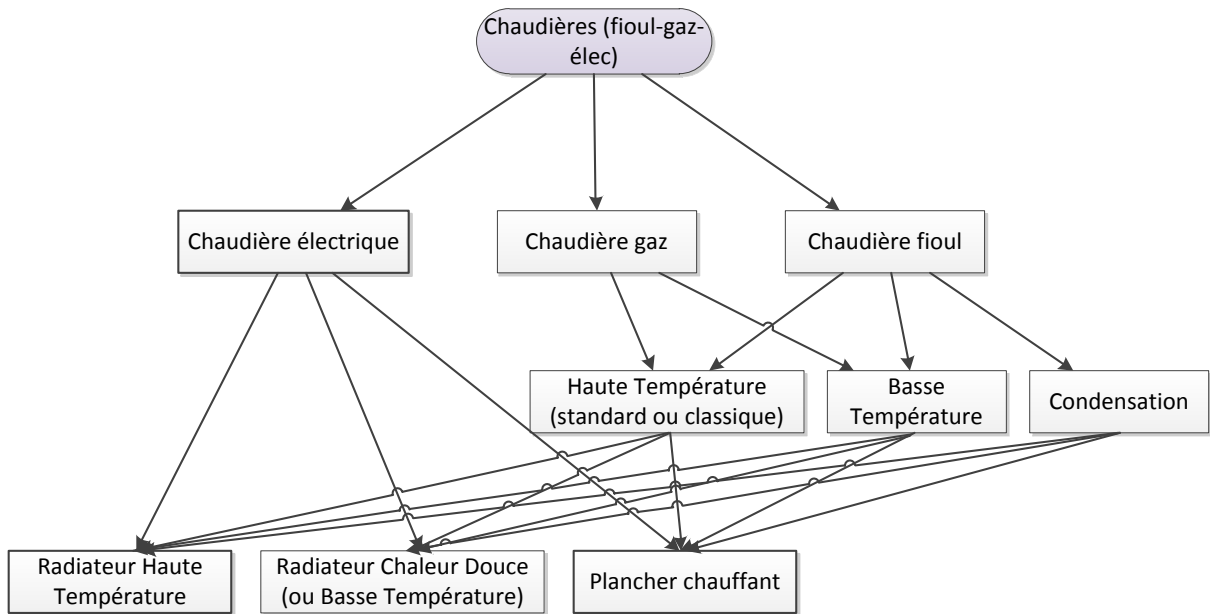 Chaudières (fioul-gaz-
élec)
Chaudière électrique
Chaudière gaz
Chaudière fioul
Haute Température
(standard ou classique)
Basse
Température
Condensation
Radiateur Haute
Température
Radiateur Chaleur Douce
(ou Basse Température)
Plancher chauffant